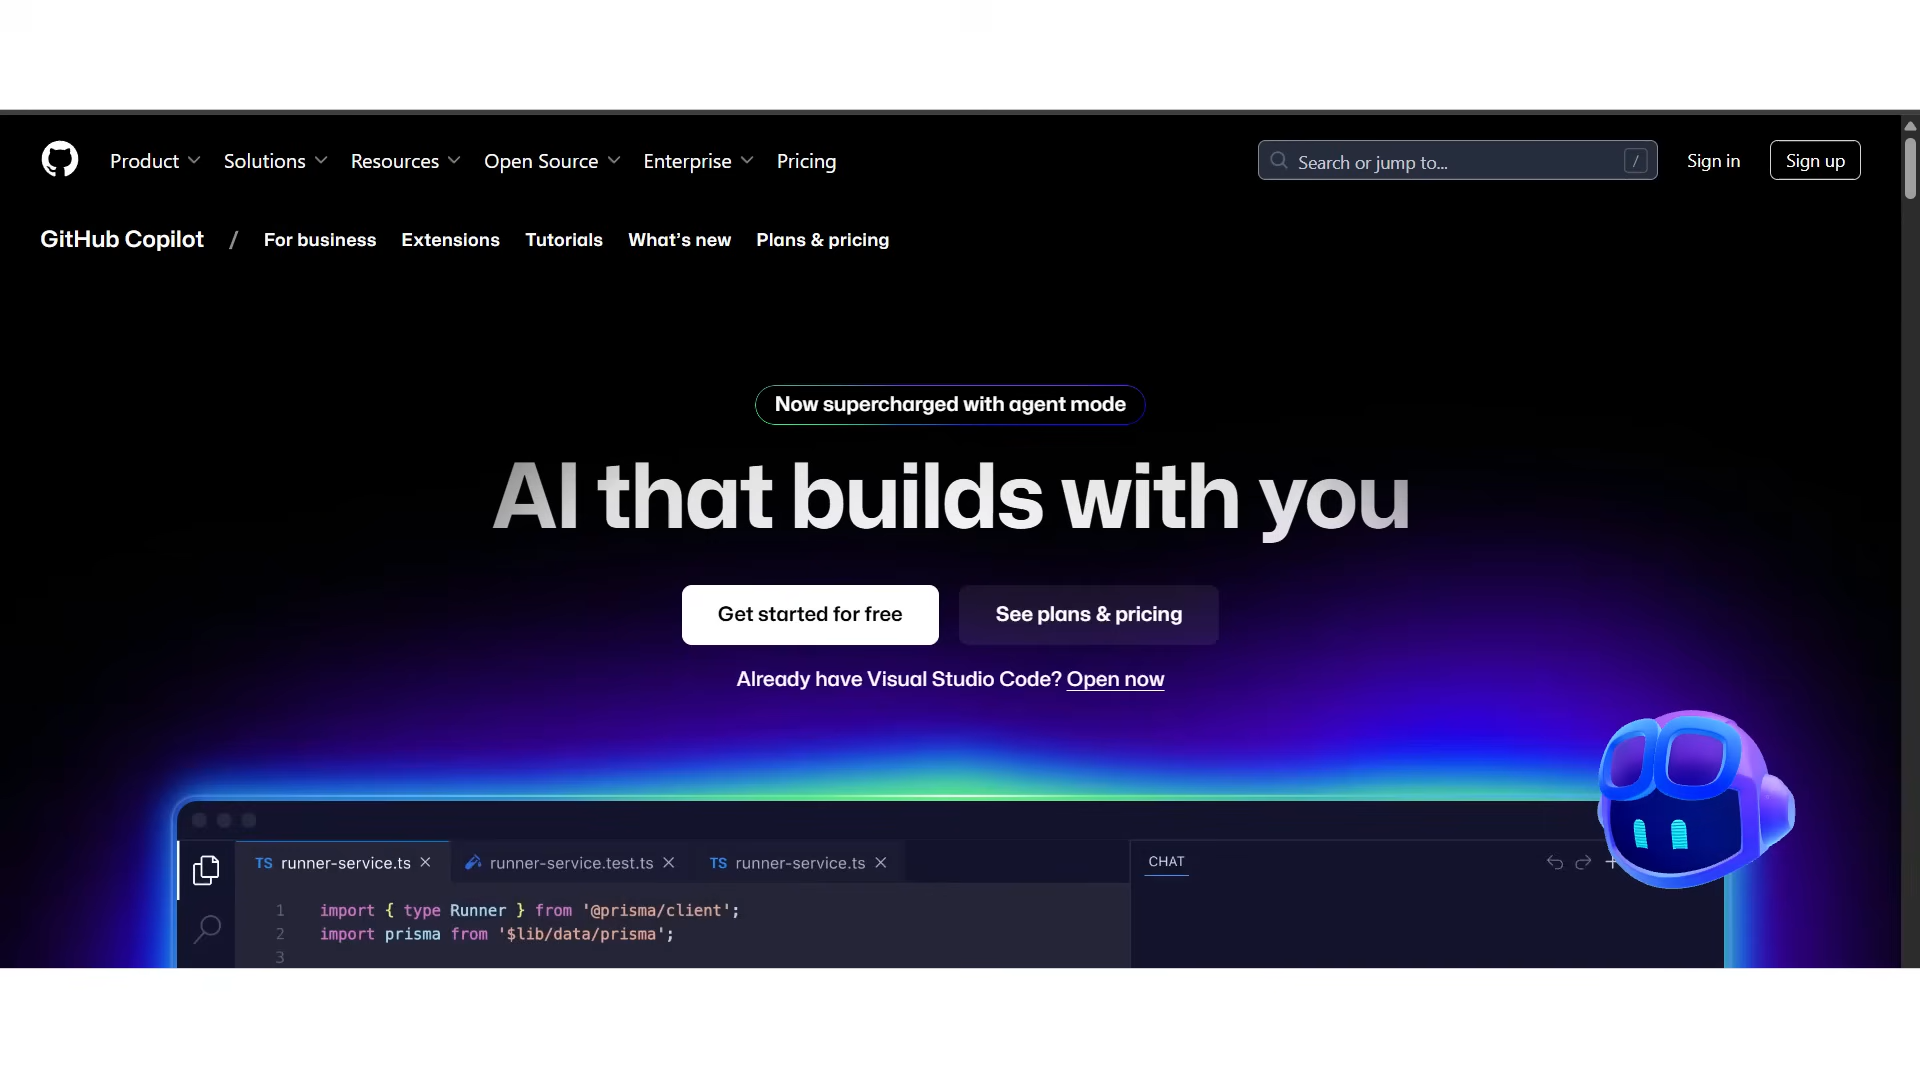 Product Solutions Resources Open Source Enterprise Pricing Search or jump to... / Sign in Sign up
GitHub Copilot / For business Extensions Tutorials What's new Plans & pricing
Now supercharged with agent mode
AI that builds with you
Get started for free See plans & pricing
Already have Visual Studio Code? Open now
TS runner-service.ts × runner-service.test.ts × TS runner-service.ts × CHAT
1 import { type Runner } from '@prisma/client';
2 import prisma from '$lib/data/prisma';
3